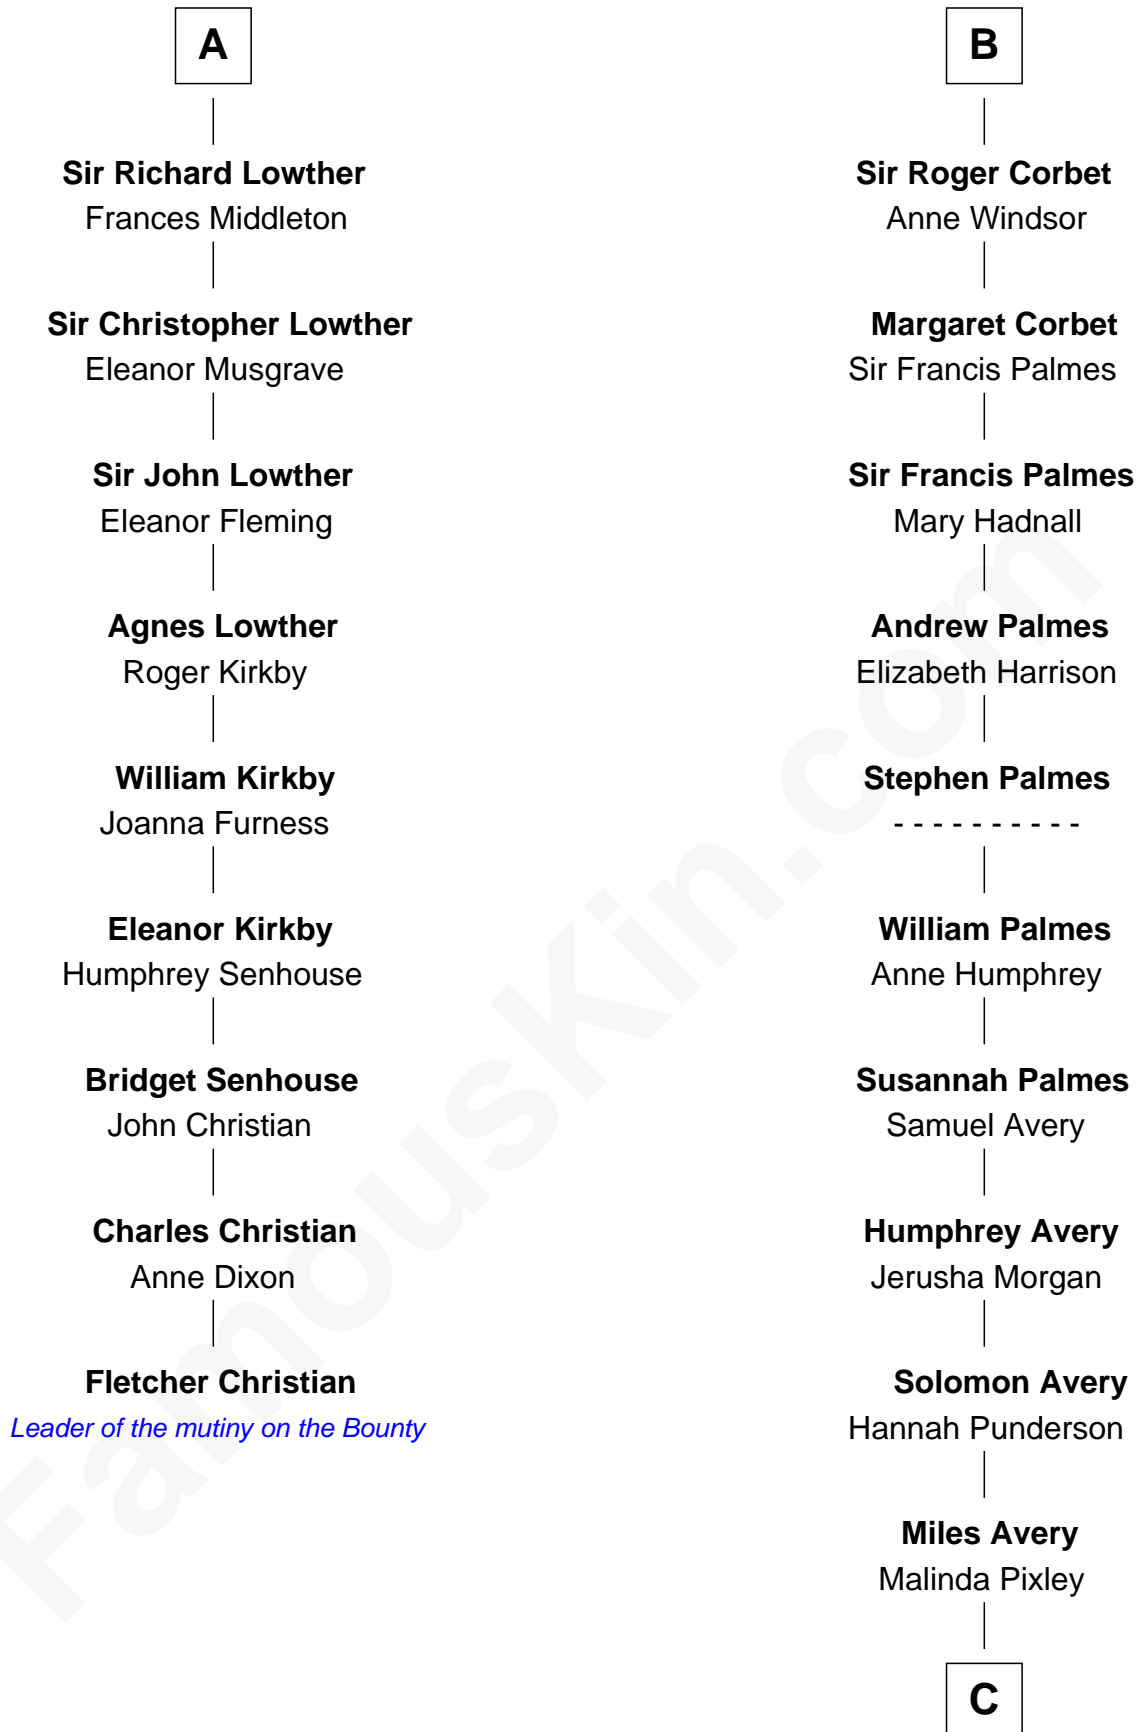 A
Sir Richard Lowther
Frances Middleton
Sir Christopher Lowther
Eleanor Musgrave
Sir John Lowther
Eleanor Fleming
Agnes Lowther
Roger Kirkby
William Kirkby
Joanna Furness
Eleanor Kirkby
Humphrey Senhouse
Bridget Senhouse
John Christian
Charles Christian
Anne Dixon
Fletcher Christian
Leader of the mutiny on the Bounty
B
Sir Roger Corbet
Anne Windsor
Margaret Corbet
Sir Francis Palmes
Sir Francis Palmes
Mary Hadnall
Andrew Palmes
Elizabeth Harrison
Stephen Palmes
- - - - - - - - - -
William Palmes
Anne Humphrey
Susannah Palmes
Samuel Avery
Humphrey Avery
Jerusha Morgan
Solomon Avery
Hannah Punderson
Miles Avery
Malinda Pixley
C
FamousKin.com